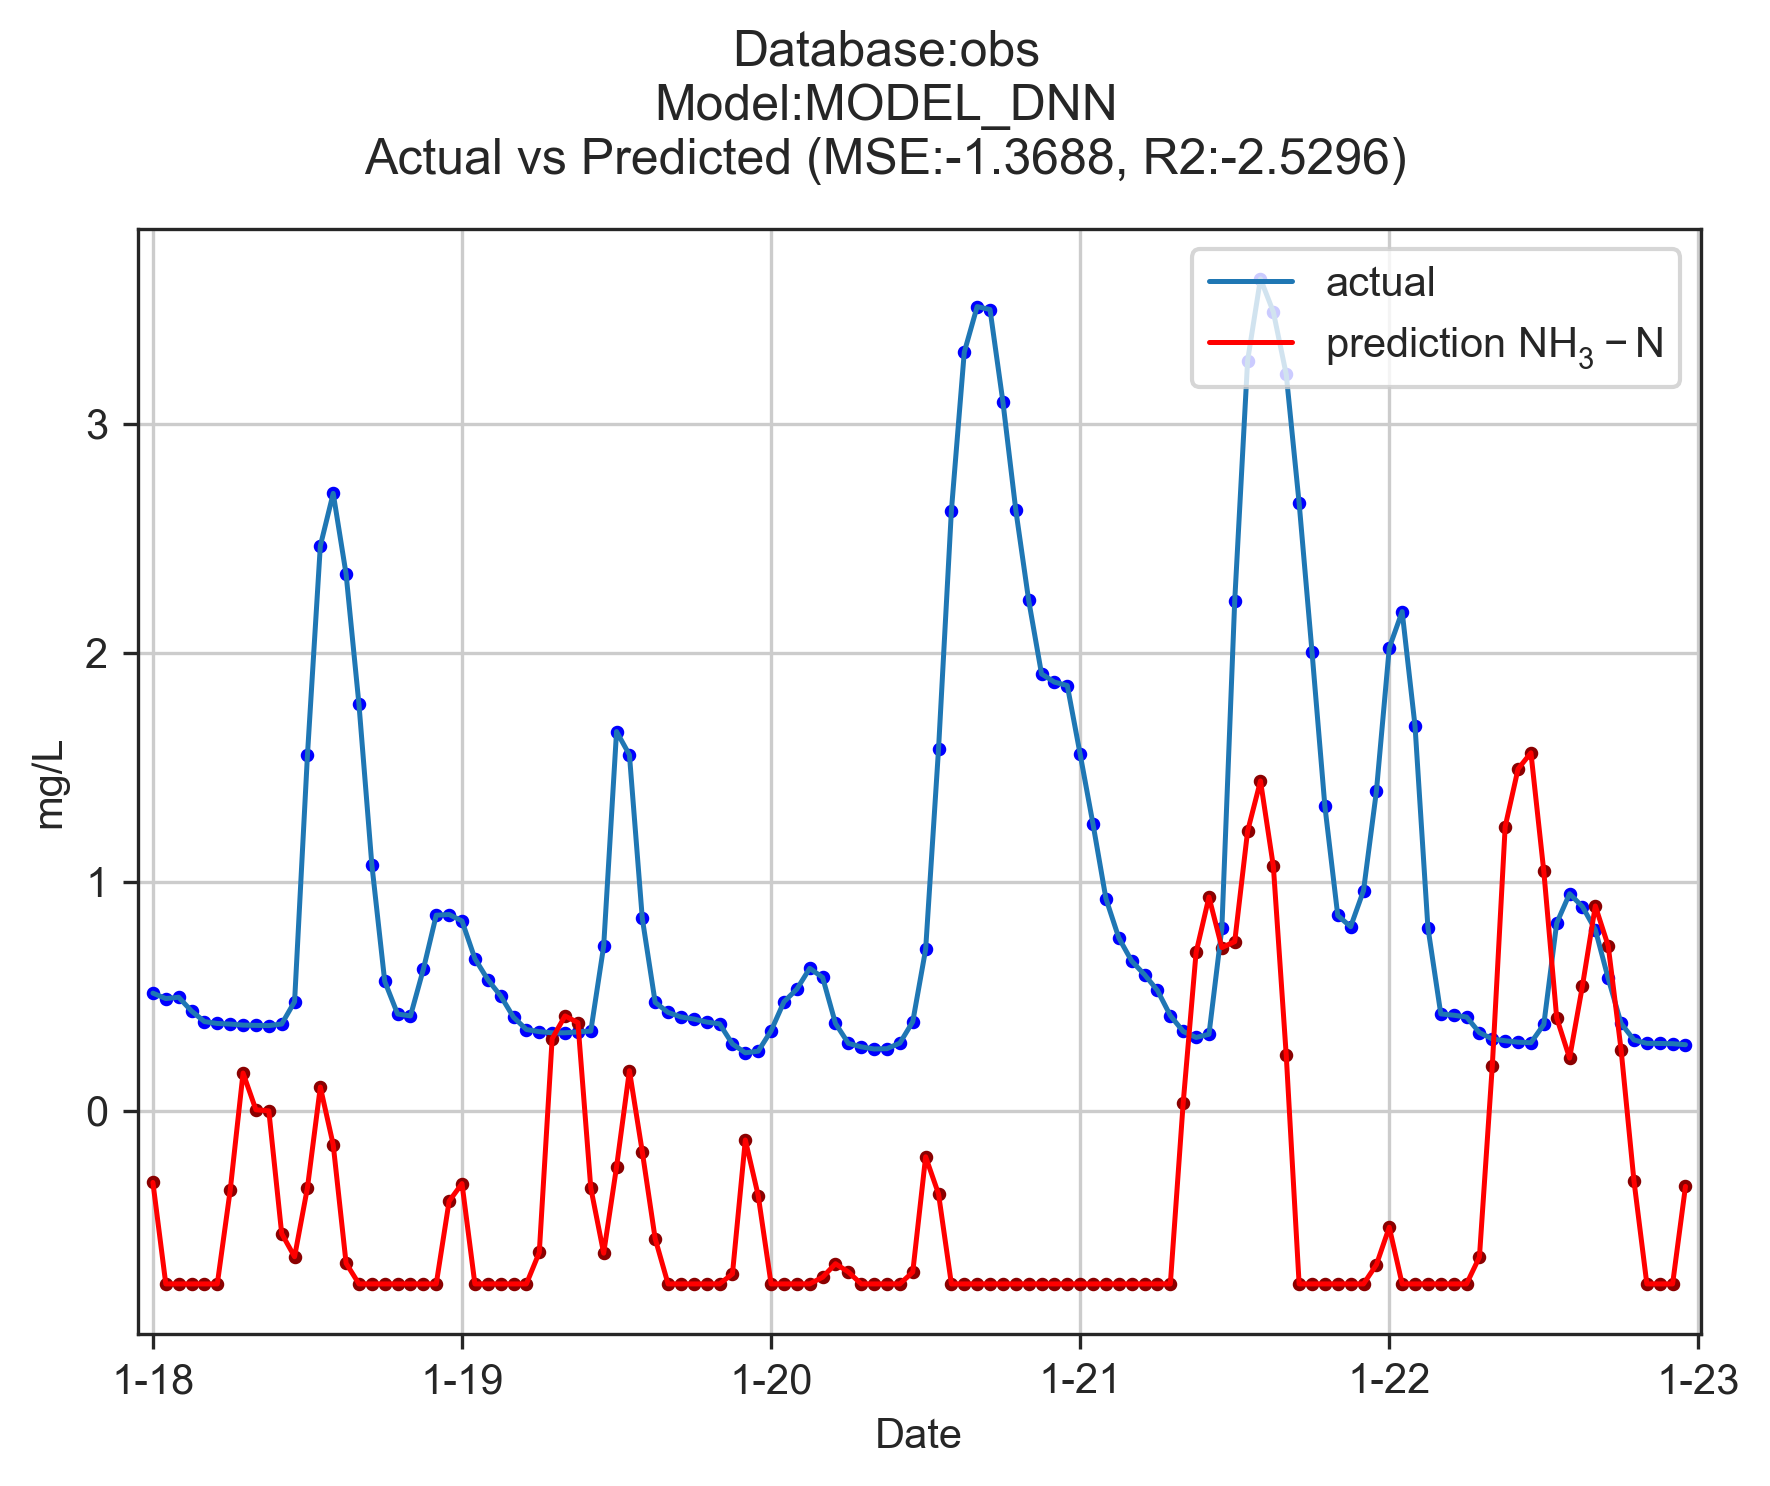 Database:obs
Model:MODEL_DNN
Actual vs Predicted (MSE:-1.3688, R2:-2.5296)
actual
prediction NH₃ − N
3
2
1
0
mg/L
1-18 1-19 1-20 1-21 1-22 1-23
Date